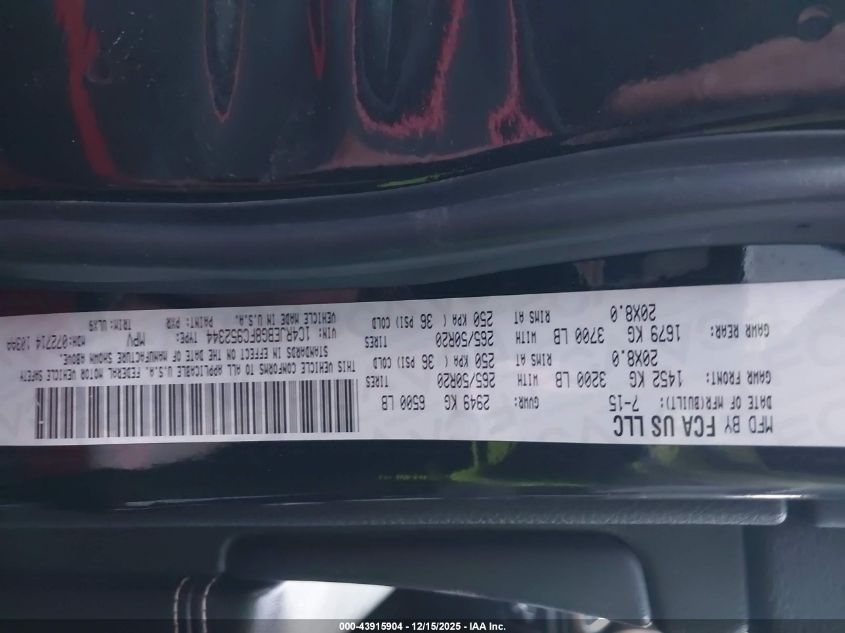 MFD BY FCA US LLC
DATE OF MFR(BUILT): 7-15 GVWR: 2949 KG 6500 LB
GAWR FRONT: 1452 KG 3200 LB WITH TIRES 265/50R20
20X8.0 RIMS AT 250 KPA ( 36 PSI) COLD
GAWR REAR: 1679 KG 3700 LB WITH TIRES 265/50R20
20X8.0 RIMS AT 250 KPA ( 36 PSI) COLD
THIS VEHICLE CONFORMS TO ALL APPLICABLE U.S.A. FEDERAL MOTOR VEHICLE SAFETY
STANDARDS IN EFFECT ON THE DATE OF MANUFACTURE SHOWN ABOVE.
VIN: 1C4RJEBG8FC952344 TYPE: MPV MDH:072714 103AA
VEHICLE MADE IN U.S.A. PAINT: PXR TRIM: ULX9
000-43915904 - 12/15/2025 - IAA Inc.